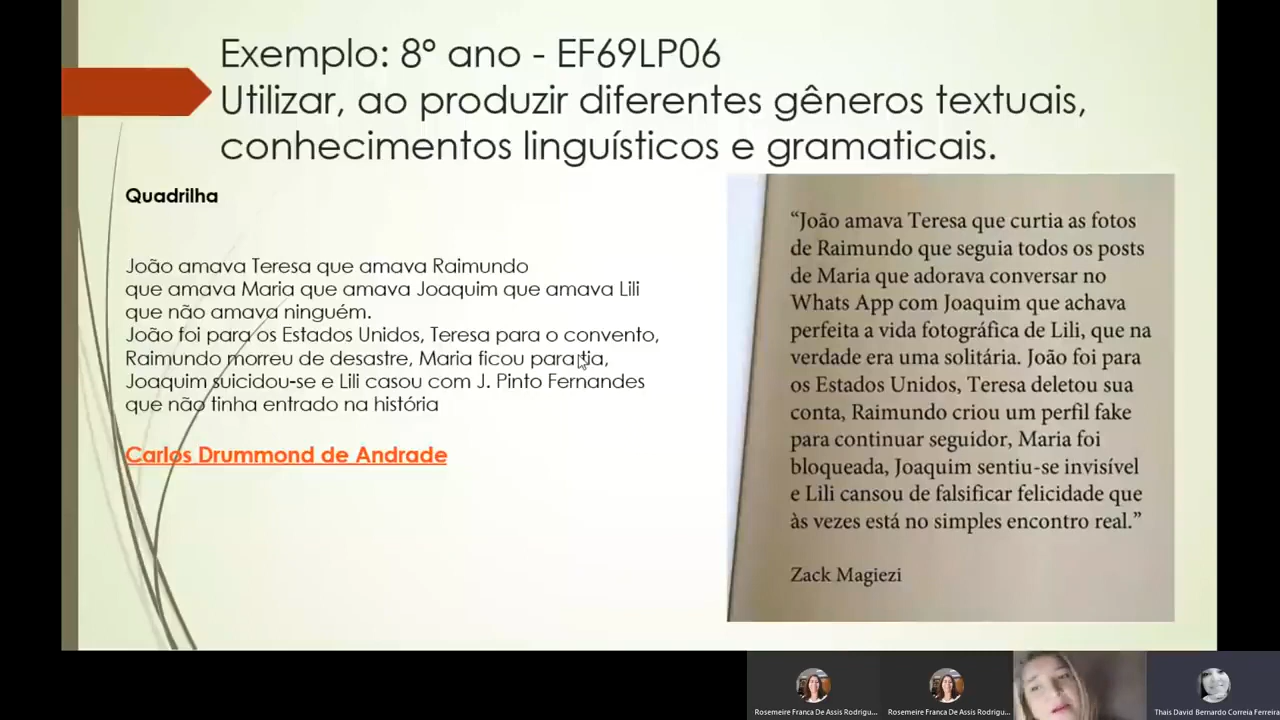 Exemplo: 8º ano - EF69LP06
Utilizar, ao produzir diferentes gêneros textuais,
conhecimentos linguísticos e gramaticais.
Quadrilha
João amava Teresa que amava Raimundo
que amava Maria que amava Joaquim que amava Lili
que não amava ninguém.
João foi para os Estados Unidos, Teresa para o convento,
Raimundo morreu de desastre, Maria ficou para tia,
Joaquim suicidou-se e Lili casou com J. Pinto Fernandes
que não tinha entrado na história
Carlos Drummond de Andrade
“João amava Teresa que curtia as fotos
de Raimundo que seguia todos os posts
de Maria que adorava conversar no
Whats App com Joaquim que achava
perfeita a vida fotográfica de Lili, que na
verdade era uma solitária. João foi para
os Estados Unidos, Teresa deletou sua
conta, Raimundo criou um perfil fake
para continuar seguidor, Maria foi
bloqueada, Joaquim sentiu-se invisível
e Lili cansou de falsificar felicidade que
às vezes está no simples encontro real.”
Zack Magiezi
Rosemeire Franca De Assis Rodrigu...
Rosemeire Franca De Assis Rodrigu...
Thais David Bernardo Correia Ferreira